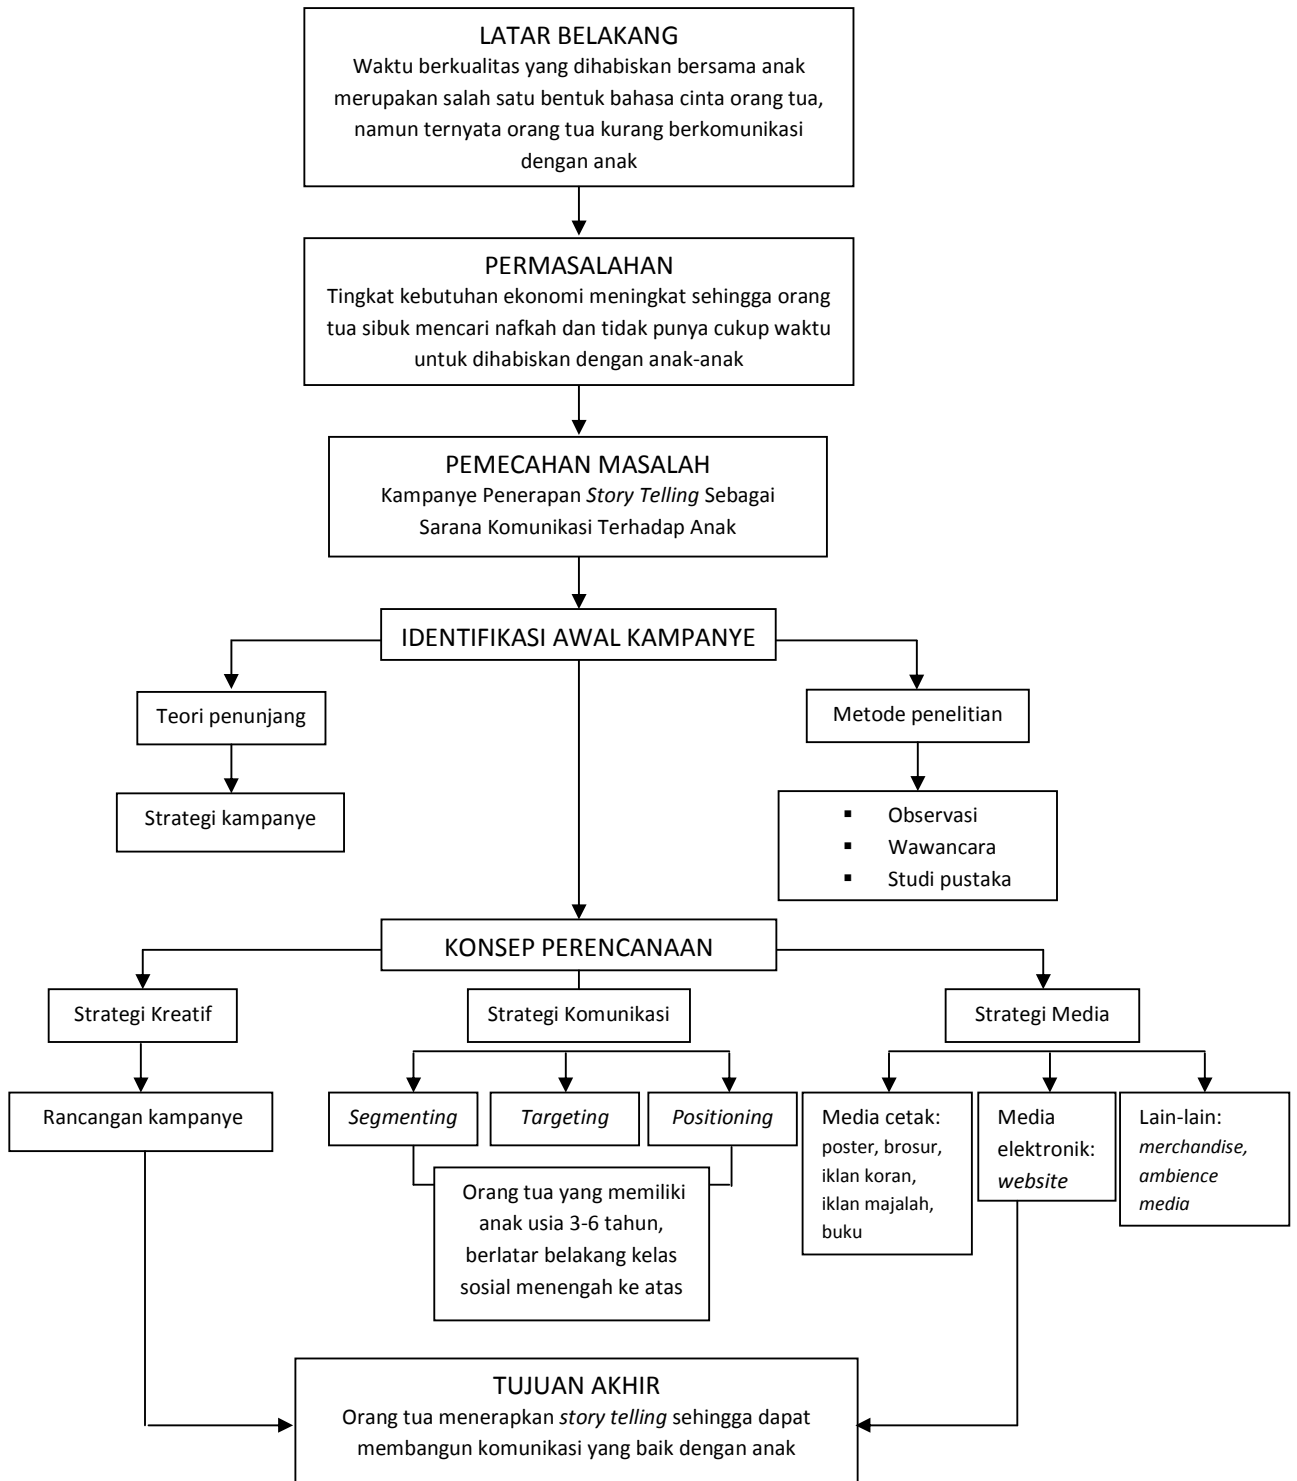 LATAR BELAKANG
Waktu berkualitas yang dihabiskan bersama anak
merupakan salah satu bentuk bahasa cinta orang tua,
namun ternyata orang tua kurang berkomunikasi
dengan anak
PERMASALAHAN
Tingkat kebutuhan ekonomi meningkat sehingga orang
tua sibuk mencari nafkah dan tidak punya cukup waktu
untuk dihabiskan dengan anak-anak
PEMECAHAN MASALAH
Kampanye Penerapan Story Telling Sebagai
Sarana Komunikasi Terhadap Anak
IDENTIFIKASI AWAL KAMPANYE
Teori penunjang
Strategi kampanye
Metode penelitian
▪ Observasi
▪ Wawancara
▪ Studi pustaka
KONSEP PERENCANAAN
Strategi Kreatif
Rancangan kampanye
Strategi Komunikasi
Segmenting
Targeting
Positioning
Orang tua yang memiliki
anak usia 3-6 tahun,
berlatar belakang kelas
sosial menengah ke atas
Strategi Media
Media cetak:
poster, brosur,
iklan koran,
iklan majalah,
buku
Media
elektronik:
website
Lain-lain:
merchandise,
ambience
media
TUJUAN AKHIR
Orang tua menerapkan story telling sehingga dapat
membangun komunikasi yang baik dengan anak